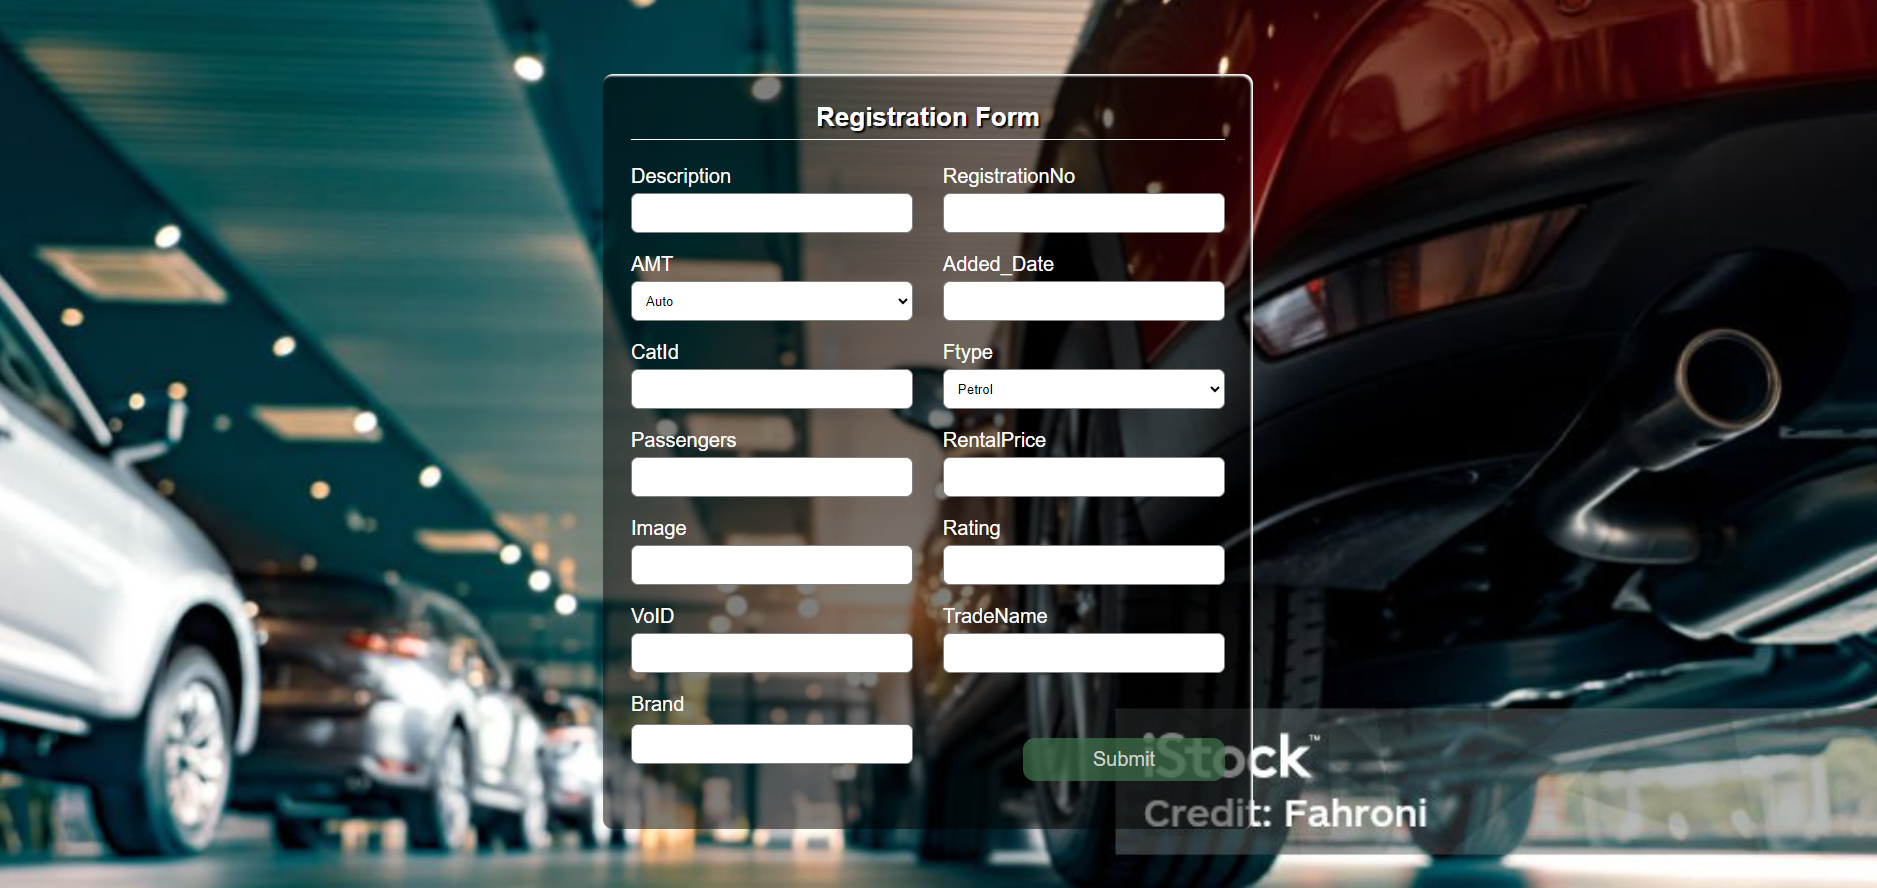 Registration Form
Description
RegistrationNo
AMT
Added_Date
Auto
CatId
Ftype
Petrol
Passengers
RentalPrice
Image
Rating
VoID
TradeName
Brand
Submit
iStock™
Credit: Fahroni